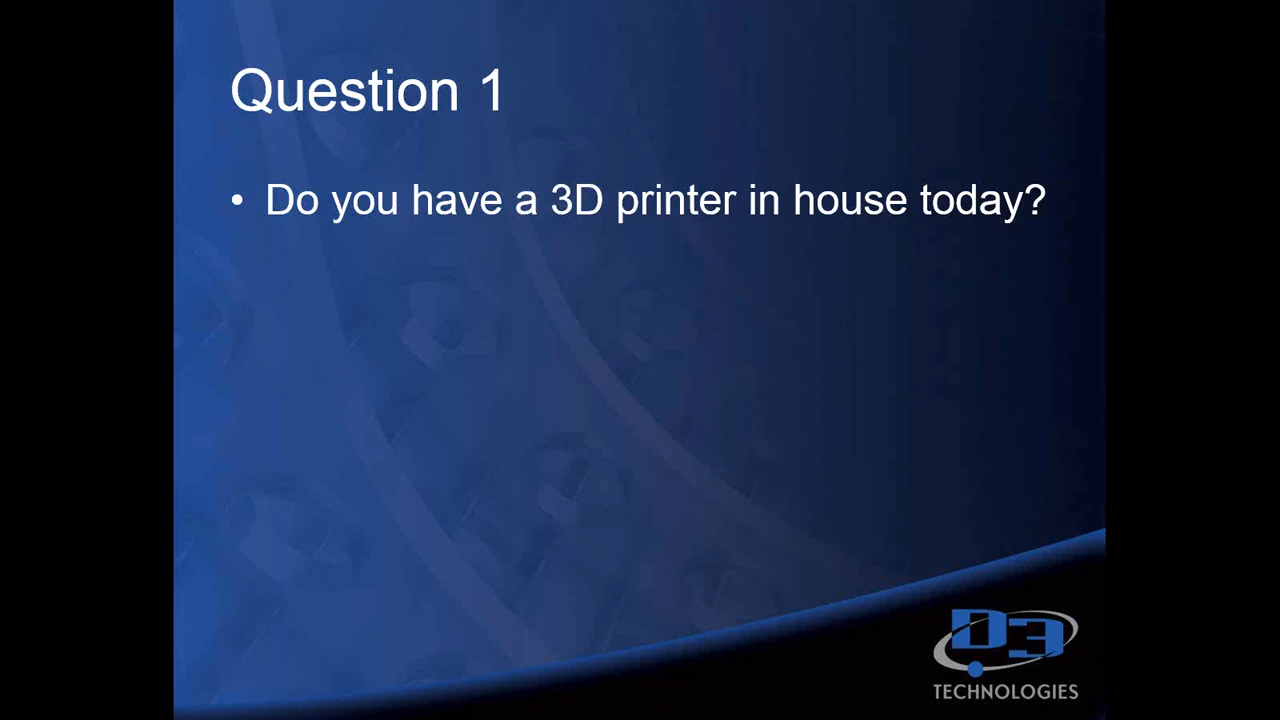 Question 1
• Do you have a 3D printer in house today?
D3
TECHNOLOGIES